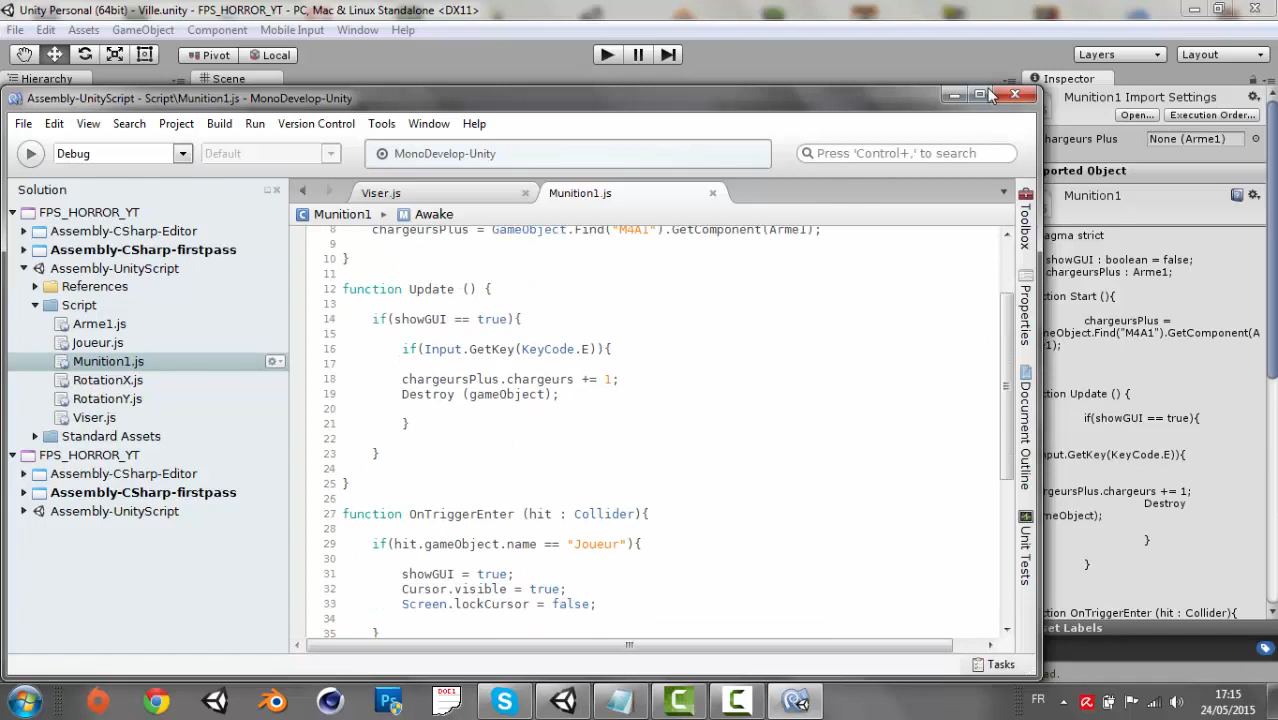 Unity Personal (64bit) - Ville.unity - FPS_HORROR_YT - PC, Mac & Linux Standalone <DX11>
File Edit Assets GameObject Component Mobile Input Window Help
Pivot Local Layers Layout
Hierarchy Scene Inspector
Assembly-UnityScript - Script\Munition1.js - MonoDevelop-Unity
Munition1 Import Settings
Open... Execution Order...
File Edit View Search Project Build Run Version Control Tools Window Help
hargeurs Plus None (Arme1)
Debug Default MonoDevelop-Unity Press 'Control+,' to search
ported Object
Solution
Viser.js Munition1.js
Munition1
Munition1 Awake
FPS_HORROR_YT
Assembly-CSharp-Editor
Assembly-CSharp-firstpass
Assembly-UnityScript
References
Script
Arme1.js
Joueur.js
Munition1.js
RotationX.js
RotationY.js
Viser.js
Standard Assets
FPS_HORROR_YT
Assembly-CSharp-Editor
Assembly-CSharp-firstpass
Assembly-UnityScript
8 chargeursPlus = GameObject.Find("M4A1").GetComponent(Arme1);
9
10 }
11
12 function Update () {
13
14 if(showGUI == true){
15
16 if(Input.GetKey(KeyCode.E)){
17
18 chargeursPlus.chargeurs += 1;
19 Destroy (gameObject);
20
21 }
22
23 }
24
25 }
26
27 function OnTriggerEnter (hit : Collider){
28
29 if(hit.gameObject.name == "Joueur"){
30
31 showGUI = true;
32 Cursor.visible = true;
33 Screen.lockCursor = false;
34
35 }
Toolbox
Properties
Document Outline
Unit Tests
agma strict
showGUI : boolean = false;
chargeursPlus : Arme1;
ction Start (){
chargeursPlus =
meObject.Find("M4A1").GetComponent(A
1);
ction Update () {
if(showGUI == true){
nput.GetKey(KeyCode.E)){
rgeursPlus.chargeurs += 1;
Destroy
meObject);
}
}
ction OnTriggerEnter (hit : Collider){
set Labels
ad.
Tasks
FR
17:15
24/05/2015